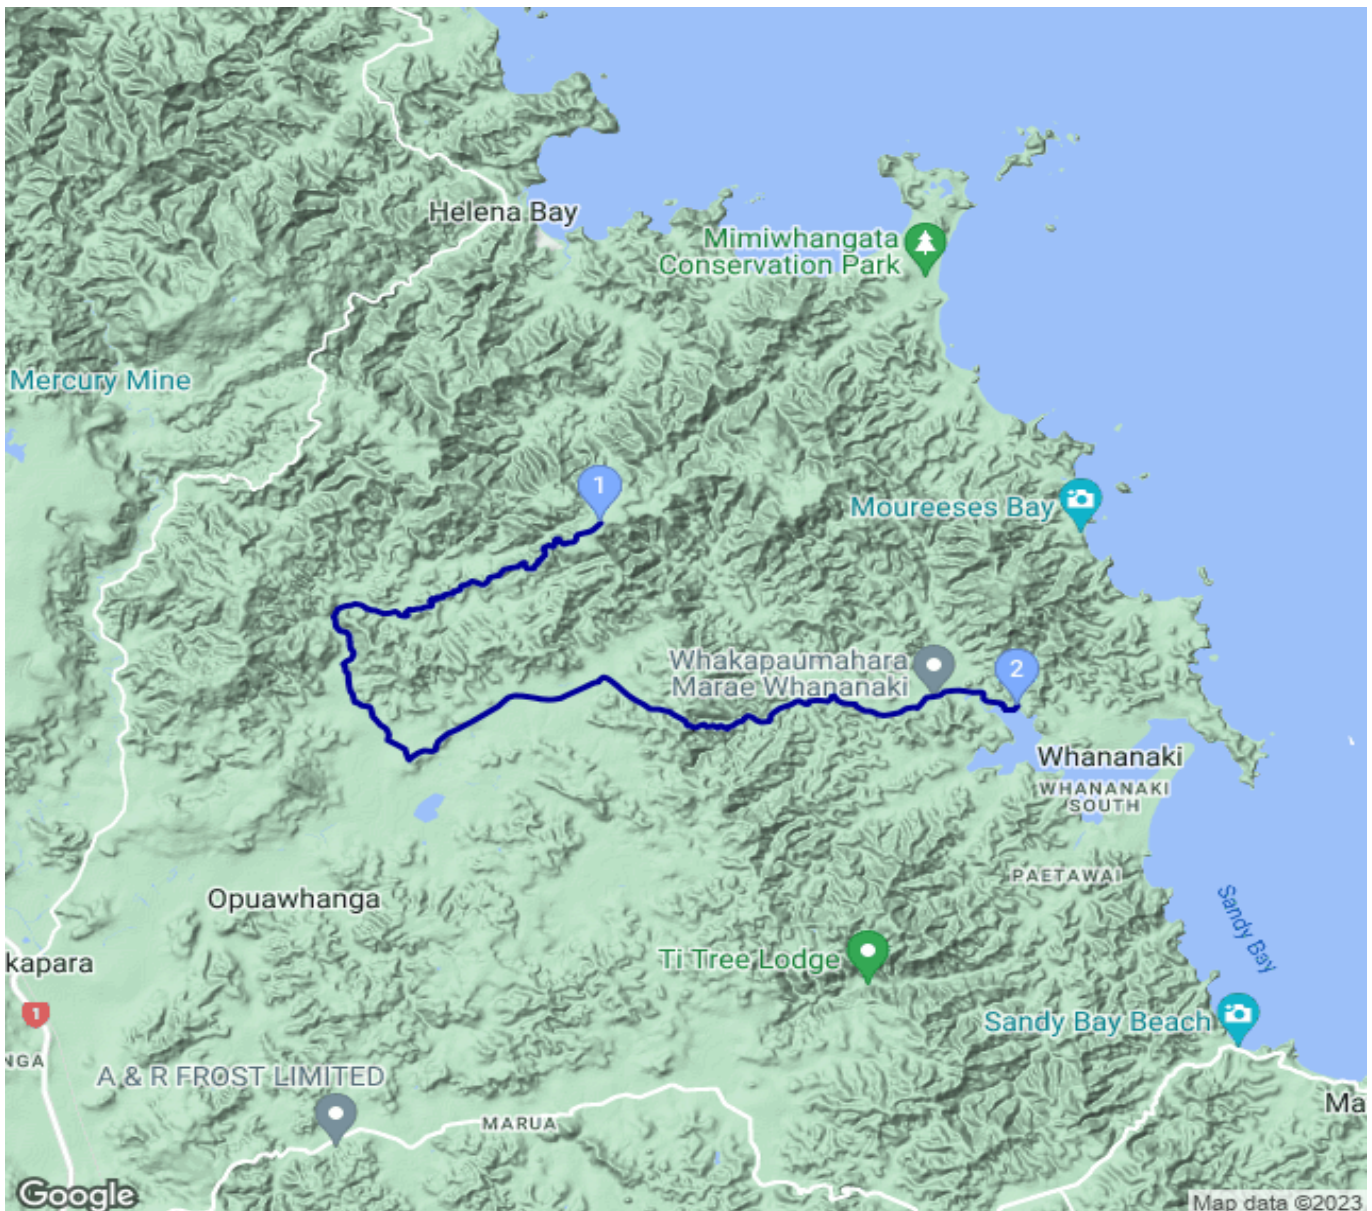 Helena Bay
Mimiwhangata
Conservation Park
Mercury Mine
1
Moureeses Bay
Whakapaumahara
Marae Whananaki
2
Whananaki
WHANANAKI
SOUTH
PAETAWAI
Opuawhanga
Sandy Bay
kapara
Ti Tree Lodge
1
Sandy Bay Beach
NGA
A & R FROST LIMITED
Ma
MARUA
Google
Map data ©2023